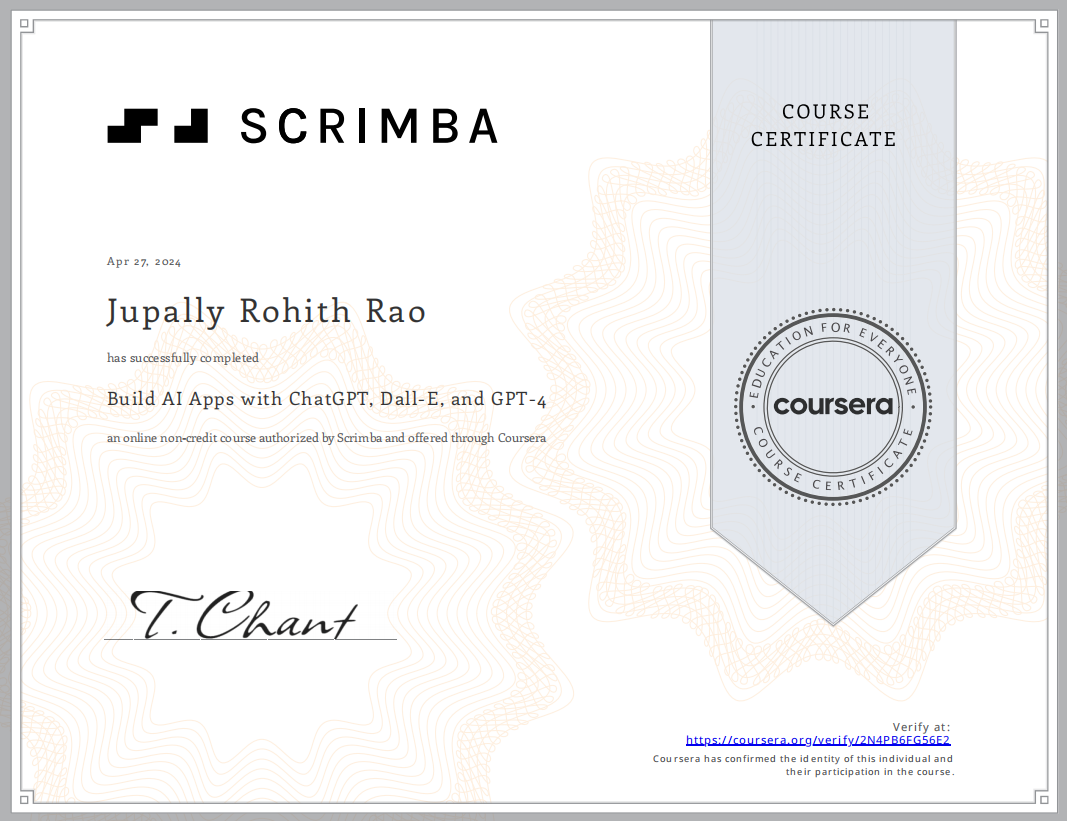 SCRIMBA
COURSE
CERTIFICATE
Apr 27, 2024
Jupally Rohith Rao
has successfully completed
Build AI Apps with ChatGPT, Dall-E, and GPT-4
an online non-credit course authorized by Scrimba and offered through Coursera
EDUCATION FOR EVERYONE
coursera
COURSE CERTIFICATE
T. Chant
Verify at:
https://coursera.org/verify/2N4PB6FG56E2
Coursera has confirmed the identity of this individual and
their participation in the course.